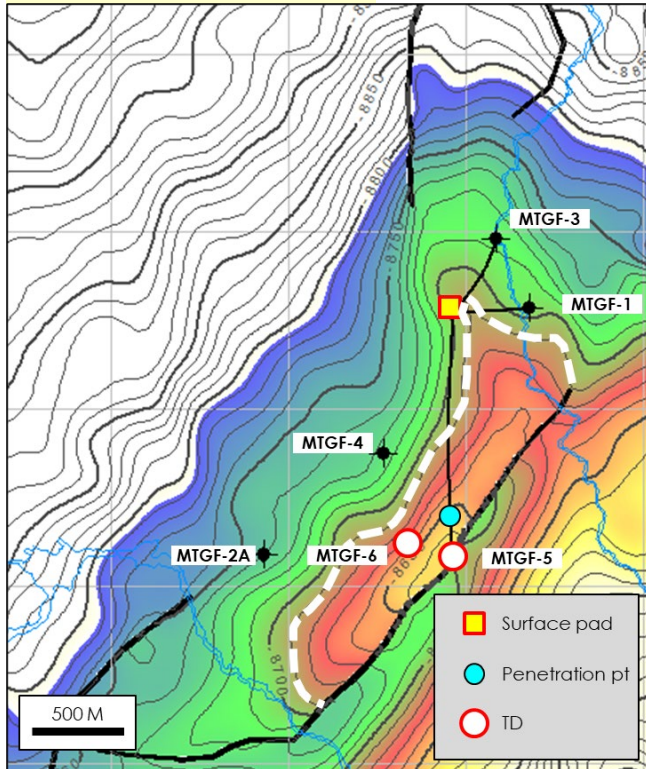 -8850
-8850
-8800
-8750
MTGF-3
MTGF-1
MTGF-4
MTGF-2A
MTGF-6
MTGF-5
-8700
Surface pad
Penetration pt
TD
500 M